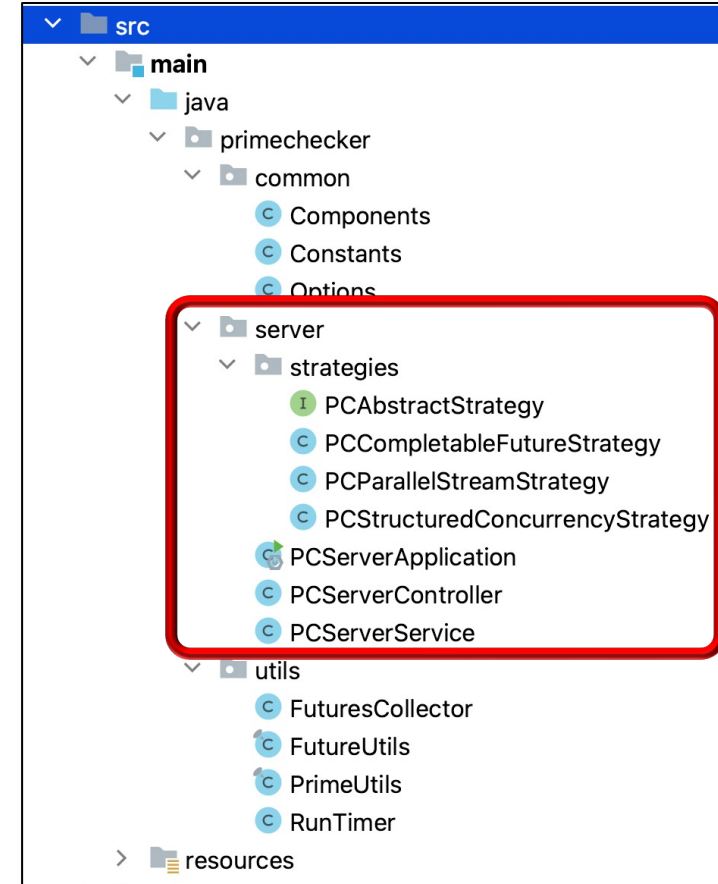 src
main
java
primechecker
common
C Components
C Constants
C Options
server
strategies
I PCAbstractStrategy
C PCCompletableFutureStrategy
C PCParallelStreamStrategy
C PCStructuredConcurrencyStrategy
C PCServerApplication
C PCServerController
C PCServerService
utils
C FuturesCollector
C FutureUtils
C PrimeUtils
C RunTimer
resources